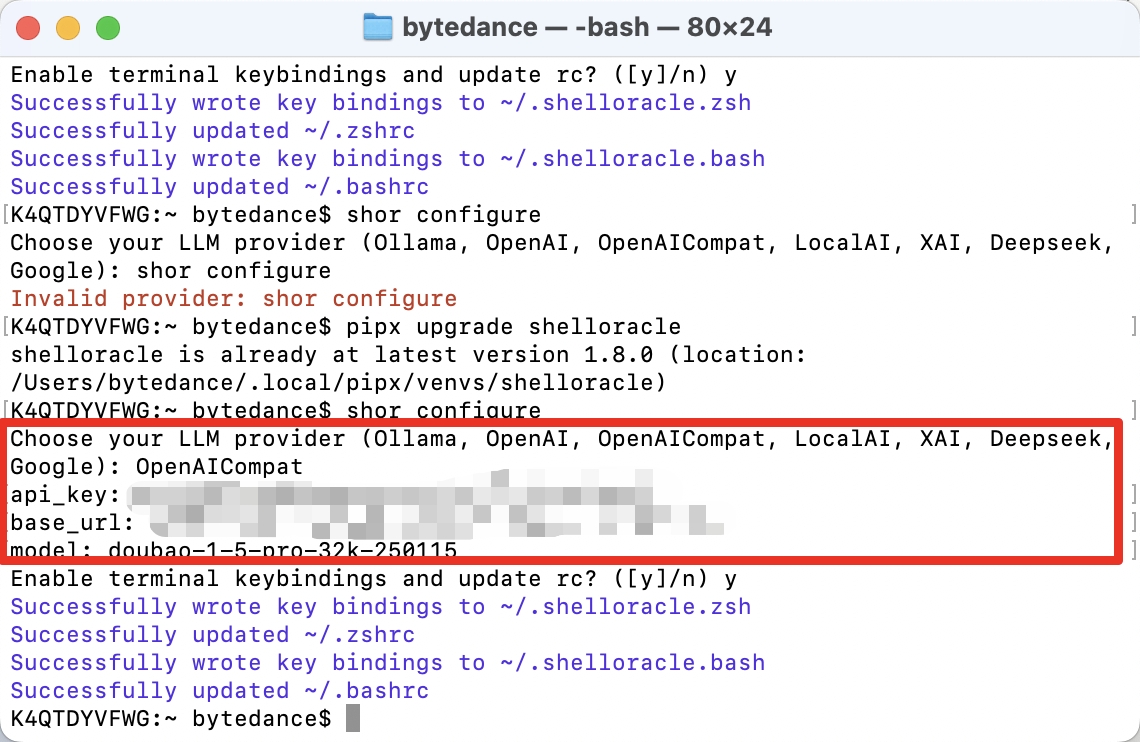 bytedance — -bash — 80×24
Enable terminal keybindings and update rc? ([y]/n) y
Successfully wrote key bindings to ~/.shelloracle.zsh
Successfully updated ~/.zshrc
Successfully wrote key bindings to ~/.shelloracle.bash
Successfully updated ~/.bashrc
[K4QTDYVFWG:~ bytedance$ shor configure ]
Choose your LLM provider (Ollama, OpenAI, OpenAICompat, LocalAI, XAI, Deepseek,
Google): shor configure
Invalid provider: shor configure
[K4QTDYVFWG:~ bytedance$ pipx upgrade shelloracle ]
shelloracle is already at latest version 1.8.0 (location:
/Users/bytedance/.local/pipx/venvs/shelloracle)
[K4QTDYVFWG:~ bytedance$ shor configure ]
Choose your LLM provider (Ollama, OpenAI, OpenAICompat, LocalAI, XAI, Deepseek,
Google): OpenAICompat
api_key: ]
base_url: ]
model: doubao-1-5-pro-32k-250115 ]
Enable terminal keybindings and update rc? ([y]/n) y
Successfully wrote key bindings to ~/.shelloracle.zsh
Successfully updated ~/.zshrc
Successfully wrote key bindings to ~/.shelloracle.bash
Successfully updated ~/.bashrc
K4QTDYVFWG:~ bytedance$